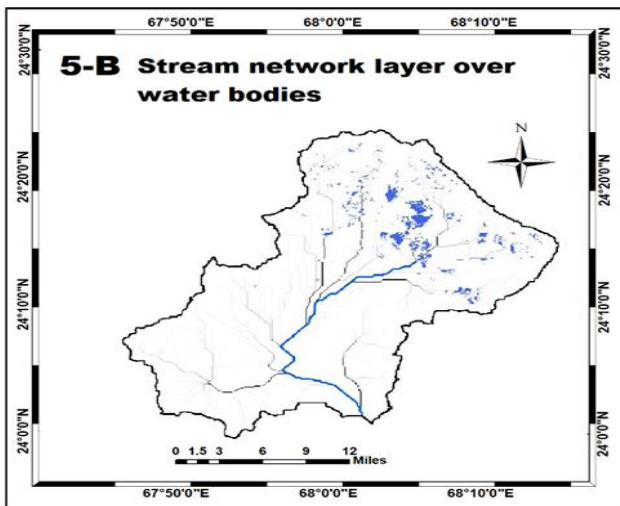 67°50'0"E 68°0'0"E 68°10'0"E
5-B Stream network layer over
water bodies
N
24°30'0"N
24°20'0"N
24°10'0"N
24°0'0"N
24°30'0"N
24°20'0"N
24°10'0"N
24°0'0"N
0 1.5 3 6 9 12
Miles
67°50'0"E 68°0'0"E 68°10'0"E